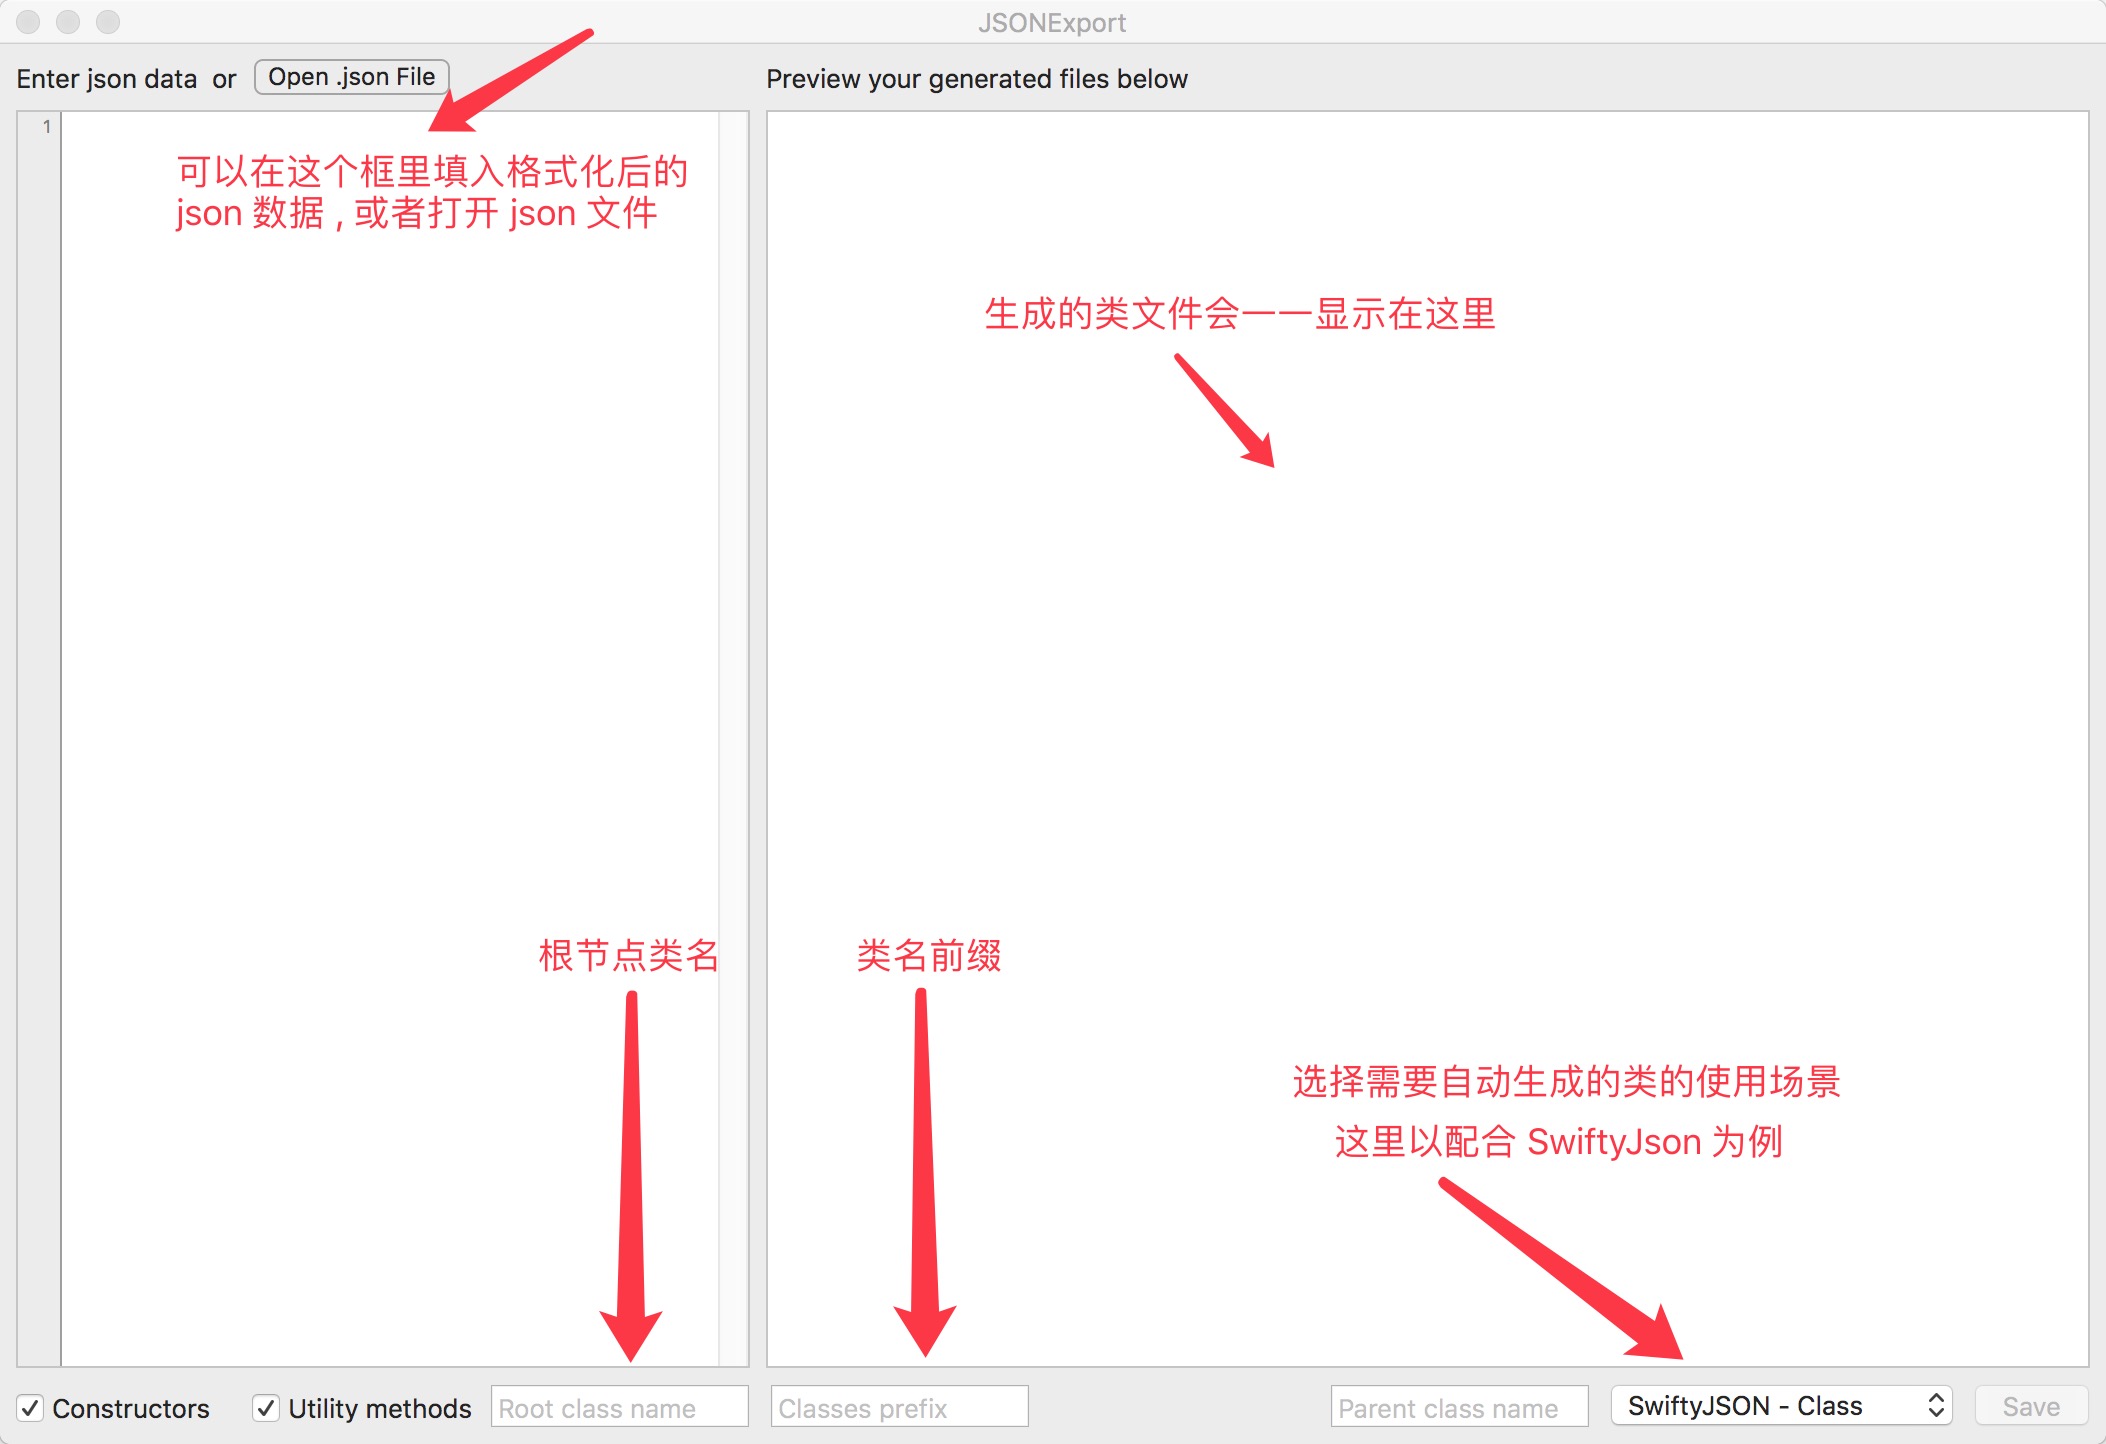 JSONExport
Enter json data or Open .json File
Preview your generated files below
1
可以在这个框里填入格式化后的
json 数据 , 或者打开 json 文件
生成的类文件会一一显示在这里
根节点类名
类名前缀
选择需要自动生成的类的使用场景
这里以配合 SwiftyJson 为例
Constructors
Utility methods
Root class name
Classes prefix
Parent class name
SwiftyJSON - Class
Save